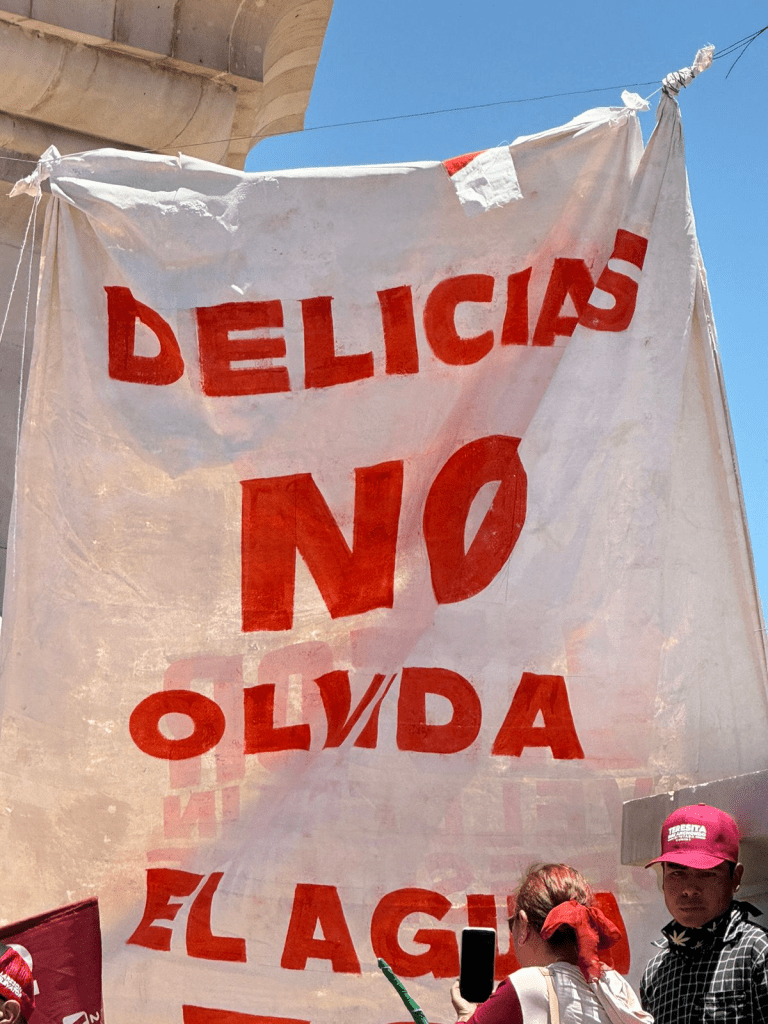 DELICIAS
NO
OLVIDA
EL AGUA
TERESITA